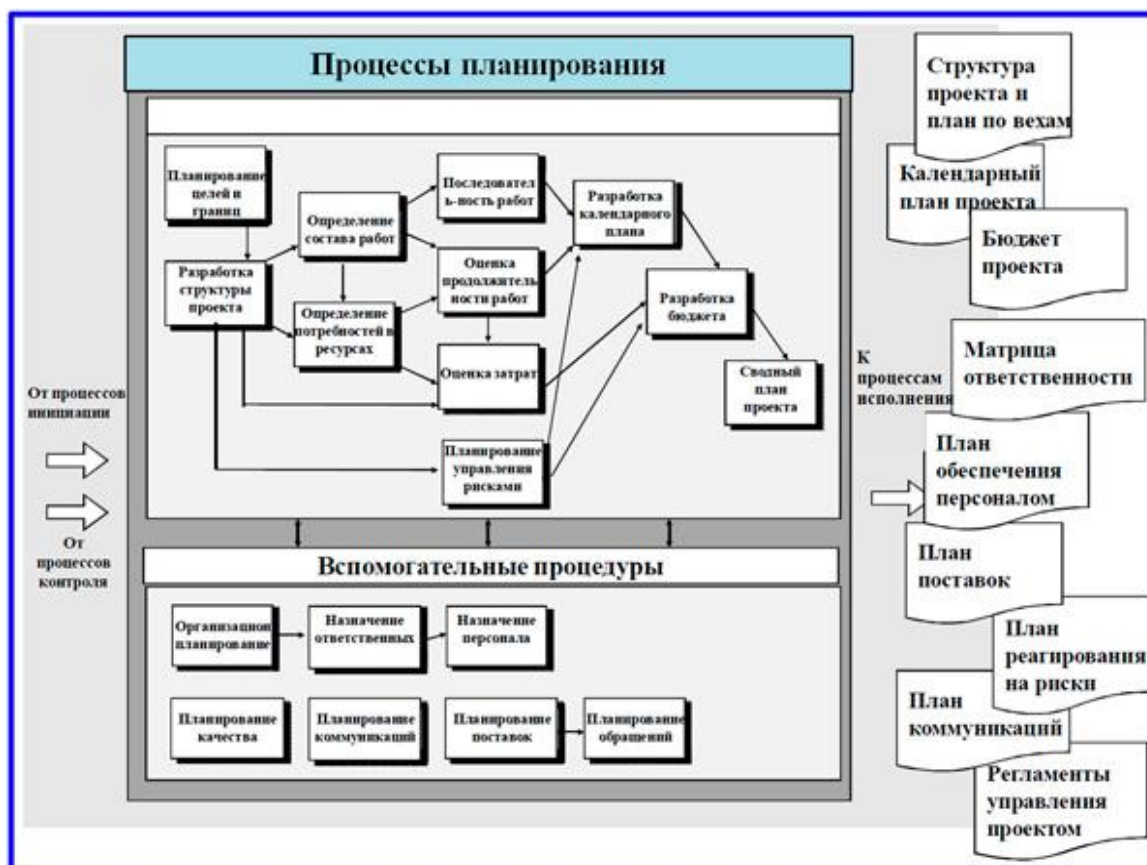 Процессы планирования
Планирование
целей и
границ
Разработка
структуры
проекта
Определение
состава работ
Определение
потребностей в
ресурсах
Последовател
ь-ность работ
Оценка
продолжитель
ности работ
Оценка затрат
Планирование
управления
рисками
Разработка
календарного
плана
Разработка
бюджета
Сводный план
проекта
От процессов
инициации
От
процессов
контроля
К
процессам
исполнения
Вспомогательные процедуры
Организацион
планирование
Назначение
ответственных
Назначение
персонала
Планирование
качества
Планирование
коммуникаций
Планирование
поставок
Планирование
обращений
Структура
проекта и
план по вехам
Календарный
план проекта
Бюджет
проекта
Матрица
ответственности
План
обеспечения
персоналом
План
поставок
План
реагирования
на риски
План
коммуникаций
Регламенты
управления
проектом